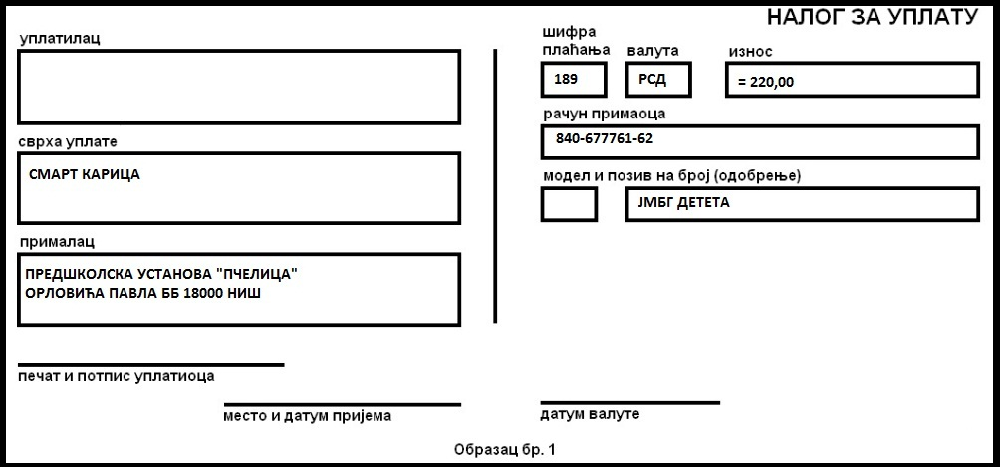 НАЛОГ ЗА УПЛАТУ
уплатилац
сврха уплате
СМАРТ КАРИЦА
прималац
ПРЕДШКОЛСКА УСТАНОВА "ПЧЕЛИЦА"
ОРЛОВИЋА ПАВЛА ББ 18000 НИШ
печат и потпис уплатиоца
место и датум пријема
шифра
плаћања
валута
износ
189
РСД
= 220,00
рачун примаоца
840-677761-62
модел и позив на број (одобрење)
ЈМБГ ДЕТЕТА
датум валуте
Образац бр. 1